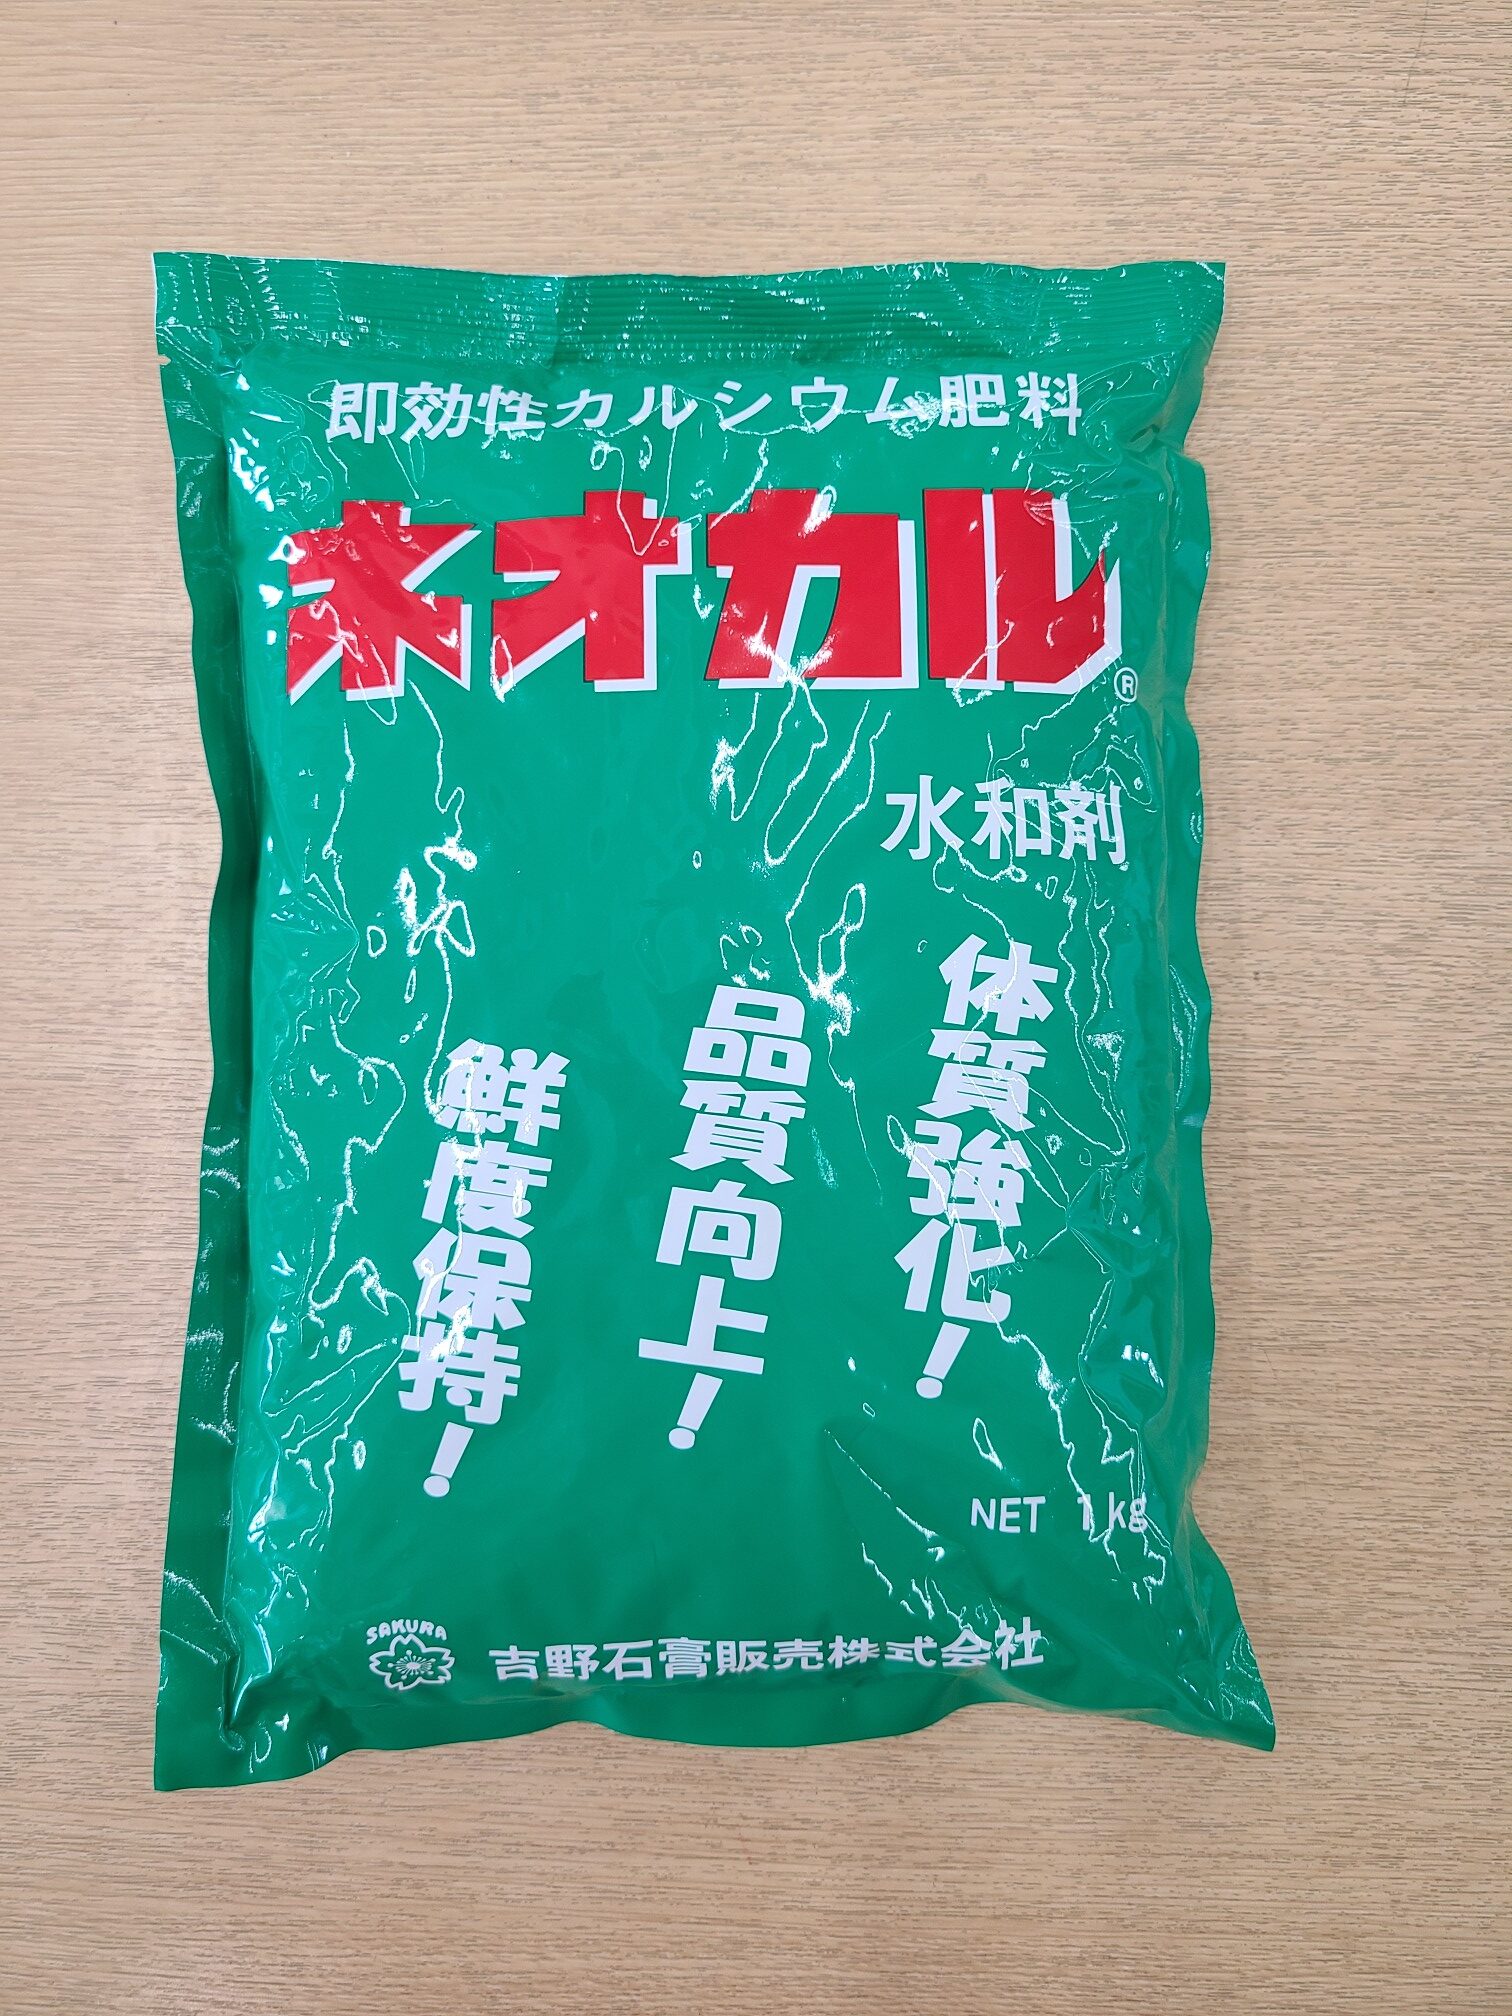 即効性カルシウム肥料
ネオカル®
水和剤
体質強化！
品質向上！
鮮度保持！
NET 1kg
SAKURA
吉野石膏販売株式会社